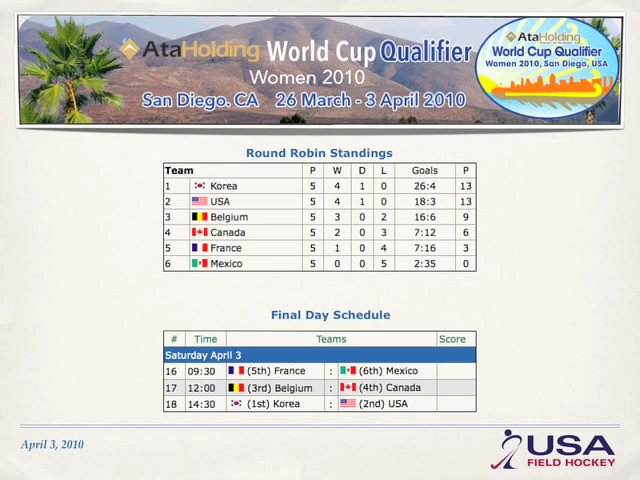 AtaHolding World Cup Qualifier
Women 2010
San Diego. CA 26 March - 3 April 2010
AtaHolding
World Cup Qualifier
Women 2010, San Diego, USA
Round Robin Standings
Team P W D L Goals P
1 Korea 5 4 1 0 26:4 13
2 USA 5 4 1 0 18:3 13
3 Belgium 5 3 0 2 16:6 9
4 Canada 5 2 0 3 7:12 6
5 France 5 1 0 4 7:16 3
6 Mexico 5 0 0 5 2:35 0
Final Day Schedule
# Time Teams Score
Saturday April 3
16 09:30 (5th) France : (6th) Mexico
17 12:00 (3rd) Belgium : (4th) Canada
18 14:30 (1st) Korea : (2nd) USA
April 3, 2010
USA
FIELD HOCKEY